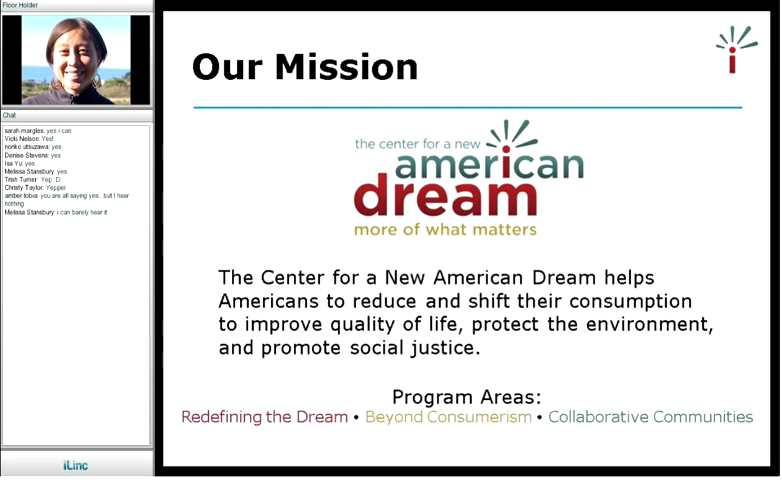 Floor Holder
Chat
sarah margles: yes i can
Vicki Nelson: Yes!
noriko utsuzawa: yes
Denise Stevens: yes
Isa Yu: yes
Melissa Stansbury: yes
Trish Turner: Yep :D
Christy Taylor: Yepper
amber tobia: you are all saying yes...but I hear
nothing
Melissa Stansbury: i can barely hear it
iLinc
Our Mission
the center for a new
american
dream
more of what matters
The Center for a New American Dream helps
Americans to reduce and shift their consumption
to improve quality of life, protect the environment,
and promote social justice.
Program Areas:
Redefining the Dream • Beyond Consumerism • Collaborative Communities